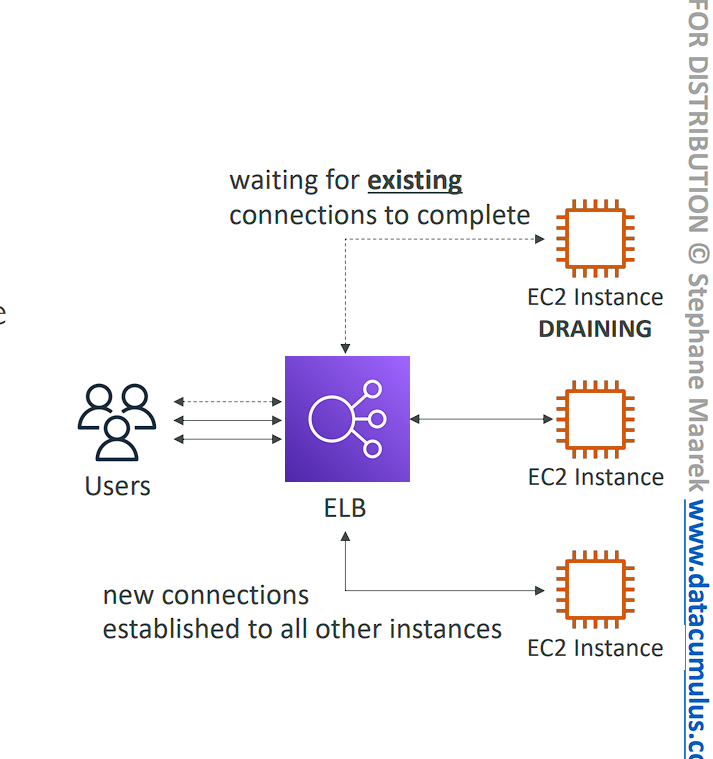 waiting for existing
connections to complete
EC2 Instance
DRAINING
Users
ELB
EC2 Instance
new connections
established to all other instances
EC2 Instance
FOR DISTRIBUTION © Stephane Maarek www.datacumulus.co